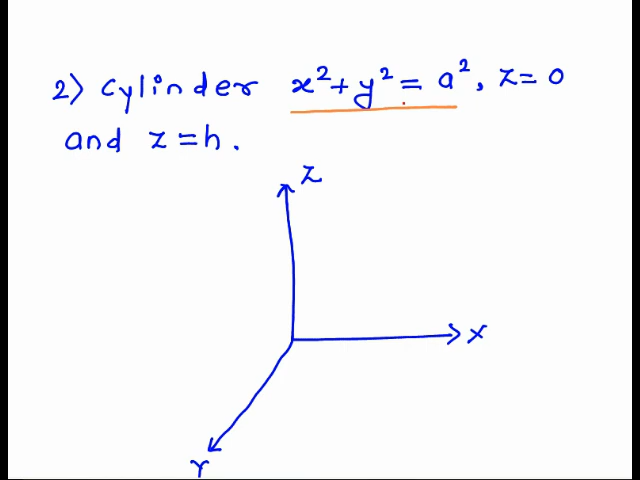 2) Cylinder x²+y²=a², z=0
and z=h.
Z
X
Y